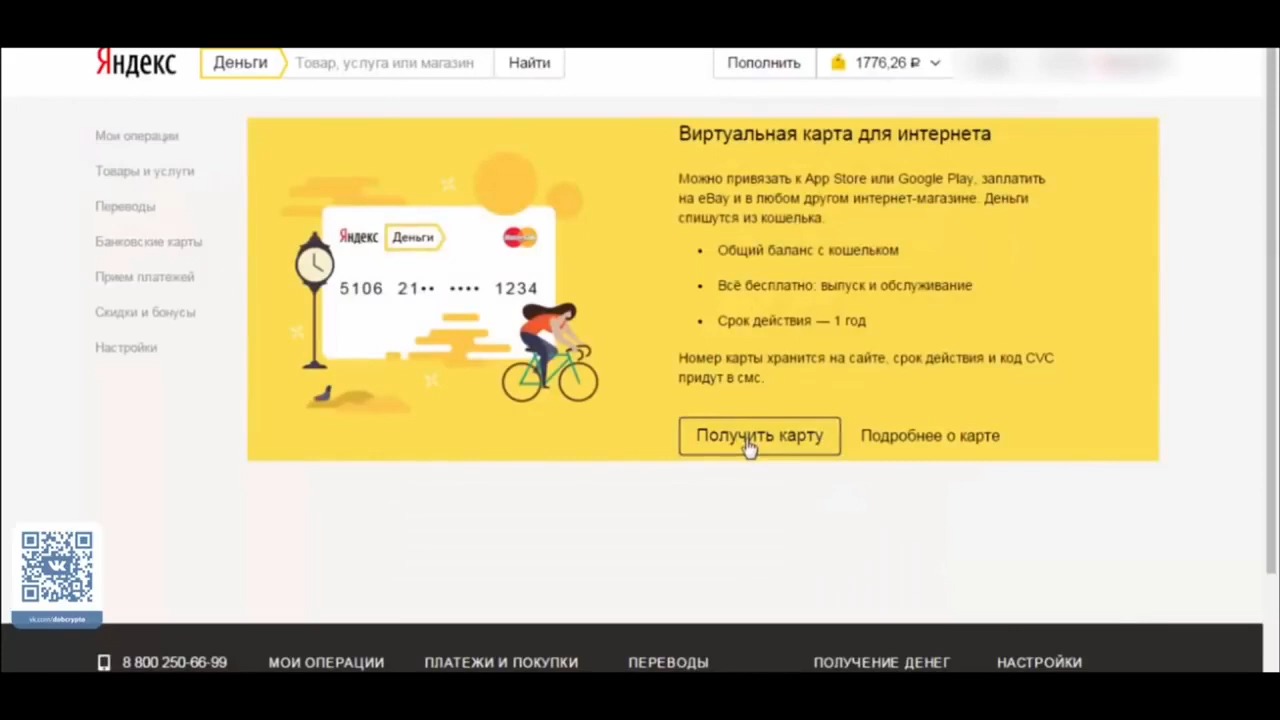 Яндекс Деньги Товар, услуга или магазин Найти Пополнить 1776,26 ₽
Мои операции
Товары и услуги
Переводы
Банковские карты
Прием платежей
Скидки и бонусы
Настройки
Яндекс Деньги MasterCard
5106 21•• •••• 1234
Виртуальная карта для интернета
Можно привязать к App Store или Google Play, заплатить
на eBay и в любом другом интернет-магазине. Деньги
спишутся из кошелька.
• Общий баланс с кошельком
• Всё бесплатно: выпуск и обслуживание
• Срок действия — 1 год
Номер карты хранится на сайте, срок действия и код CVC
придут в смс.
Получить карту Подробнее о карте
vk.com/dobcrypto
8 800 250-66-99 МОИ ОПЕРАЦИИ ПЛАТЕЖИ И ПОКУПКИ ПЕРЕВОДЫ ПОЛУЧЕНИЕ ДЕНЕГ НАСТРОЙКИ